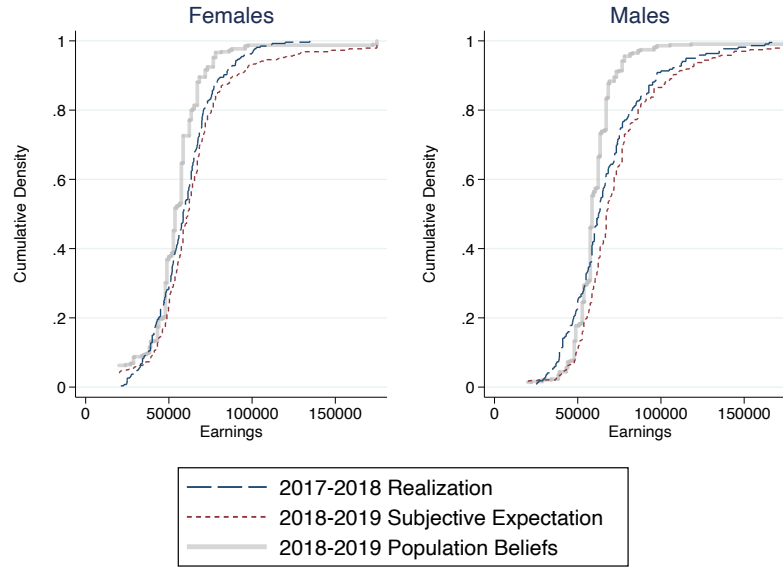 Females
Males
1
.8
.6
.4
.2
0
Cumulative Density
0 50000 100000 150000
Earnings
1
.8
.6
.4
.2
0
Cumulative Density
0 50000 100000 150000
Earnings
2017-2018 Realization
2018-2019 Subjective Expectation
2018-2019 Population Beliefs